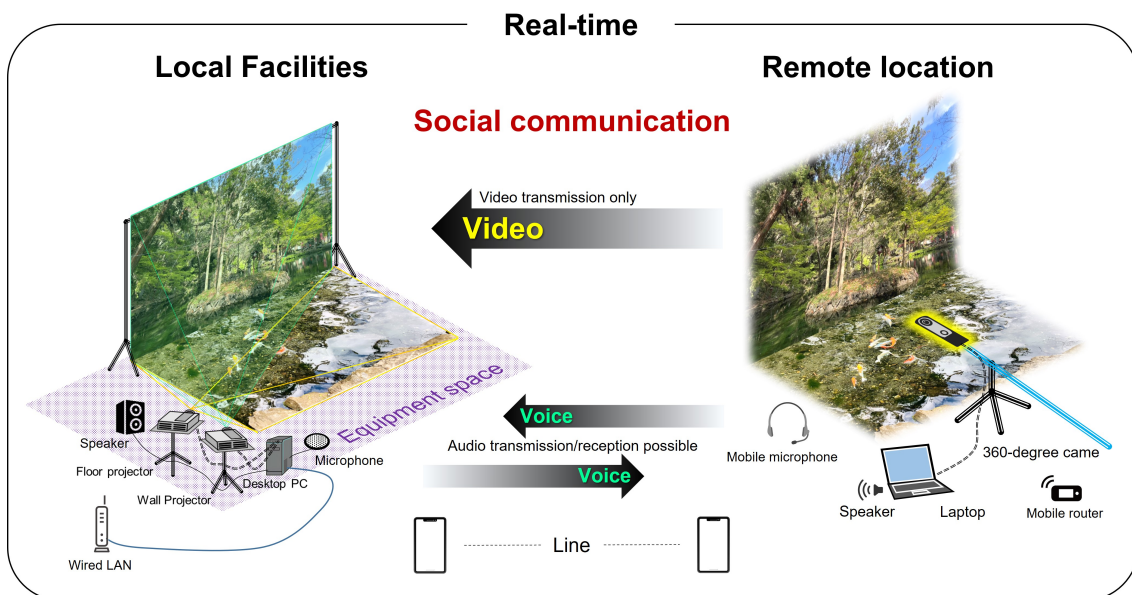 Real-time
Local Facilities
Remote location
Social communication
Video transmission only
Video
Equipment space
Voice
Audio transmission/reception possible
Voice
Speaker
Floor projector
Wall Projector
Desktop PC
Microphone
Wired LAN
Mobile microphone
360-degree came
Speaker
Laptop
Mobile router
Line